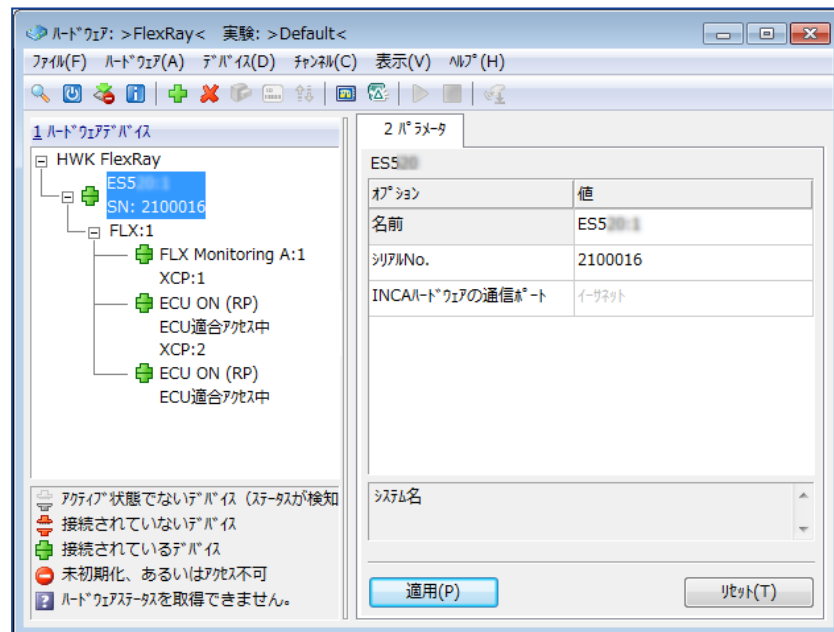 ﾊｰﾄﾞｳｪｱ: >FlexRay<　実験: >Default<
ﾌｧｲﾙ(F)　ﾊｰﾄﾞｳｪｱ(A)　ﾃﾞﾊﾞｲｽ(D)　ﾁｬﾝﾈﾙ(C)　表示(V)　ﾍﾙﾌﾟ(H)
1 ﾊｰﾄﾞｳｪｱﾃﾞﾊﾞｲｽ
HWK FlexRay
ES520:1
SN: 2100016
FLX:1
FLX Monitoring A:1
XCP:1
ECU ON (RP)
ECU適合ｱｸｾｽ中
XCP:2
ECU ON (RP)
ECU適合ｱｸｾｽ中
ｱｸﾃｨﾌﾞ状態でないﾃﾞﾊﾞｲｽ（ｽﾃｰﾀｽが検知
接続されていないﾃﾞﾊﾞｲｽ
接続されているﾃﾞﾊﾞｲｽ
未初期化、あるいはｱｸｾｽ不可
ﾊｰﾄﾞｳｪｱｽﾃｰﾀｽを取得できません。
2 ﾊﾟﾗﾒｰﾀ
ES520
ｵﾌﾟｼｮﾝ　値
名前　ES520:1
ｼﾘｱﾙNo.　2100016
INCAﾊｰﾄﾞｳｪｱの通信ﾎﾟｰﾄ　ｲｰｻﾈｯﾄ
ｼｽﾃﾑ名
適用(P)　ﾘｾｯﾄ(T)